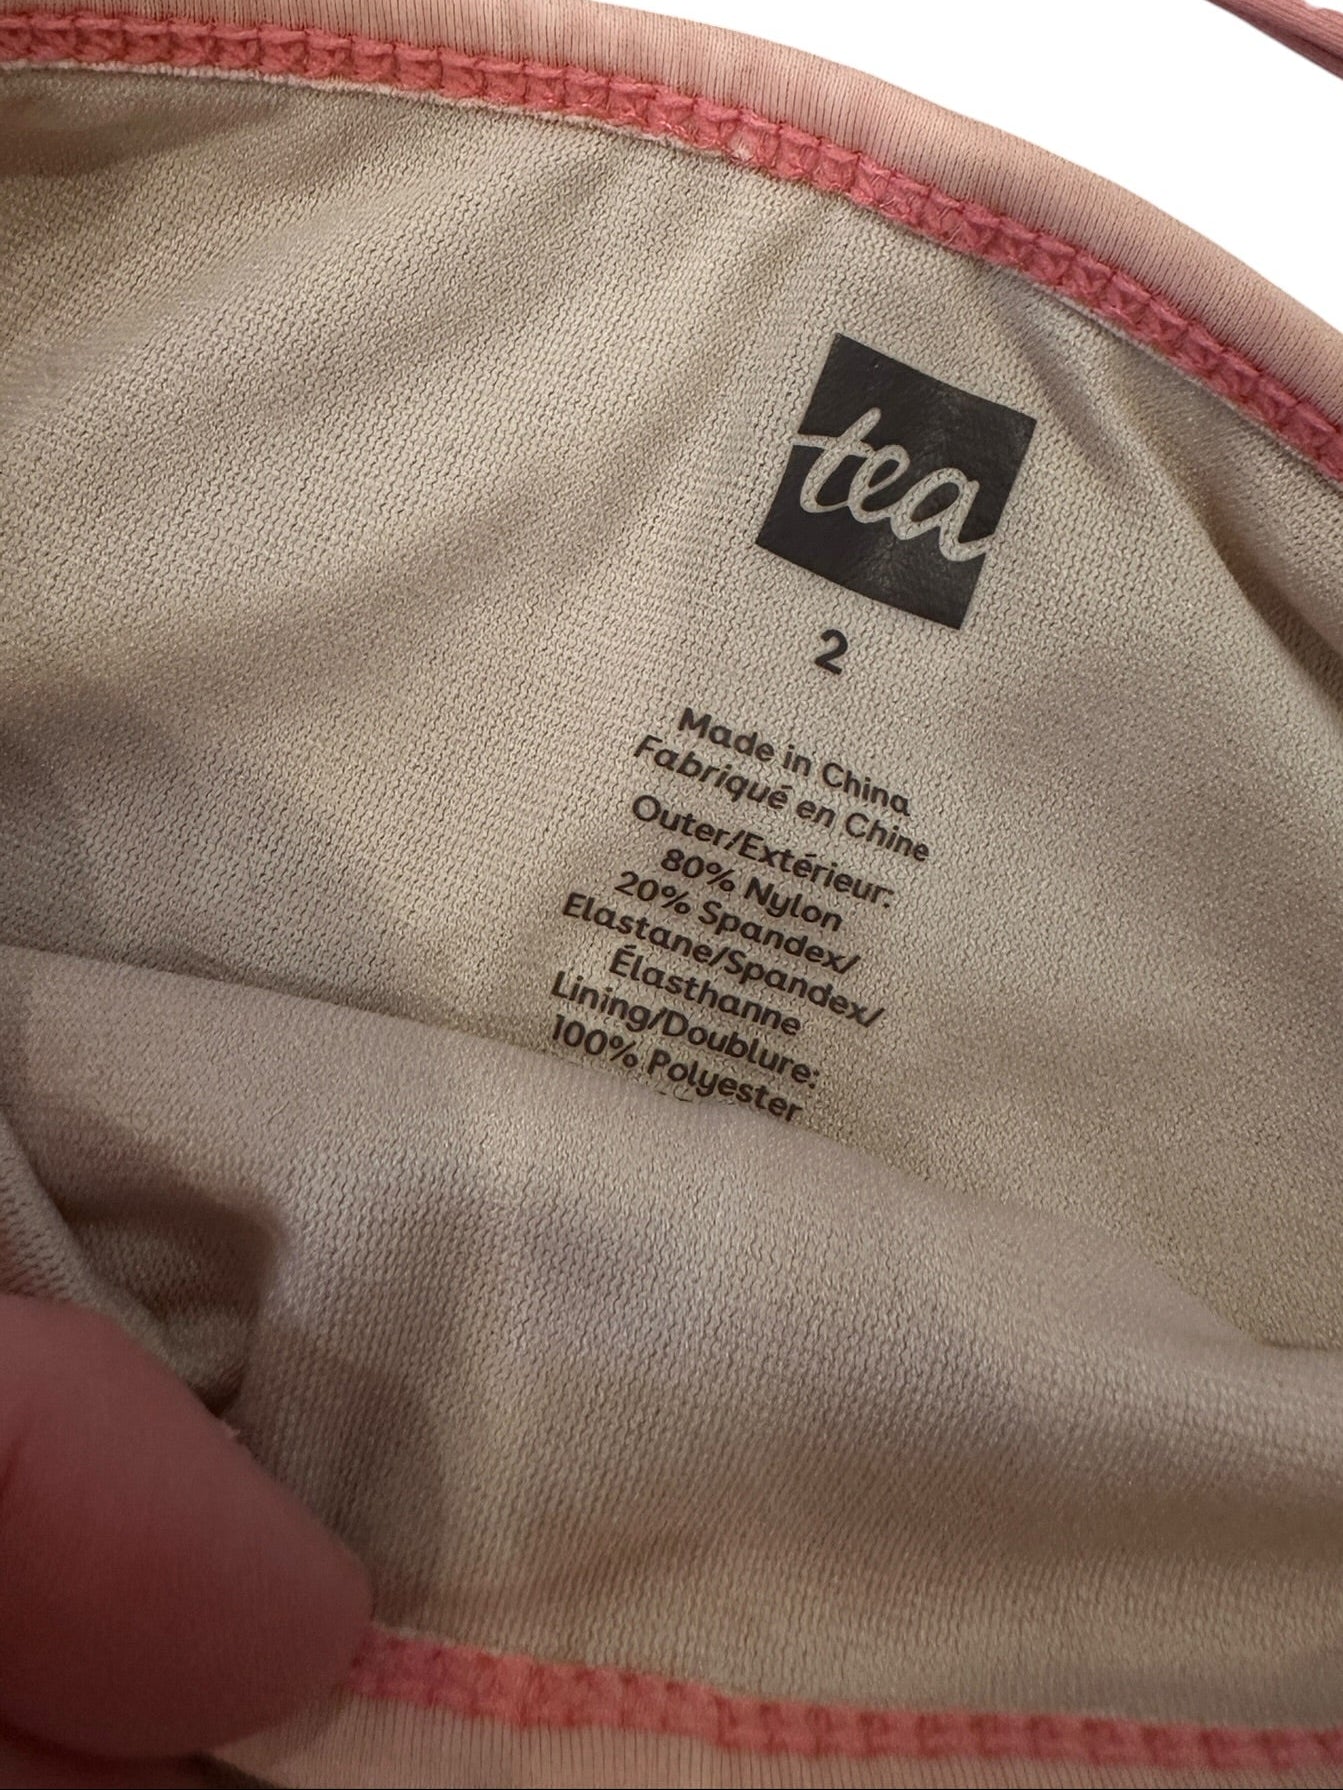 tea
2
Made in China
Fabriqué en Chine
Outer/Extérieur:
80% Nylon
20% Spandex/
Elastane/Spandex/
Élasthanne
Lining/Doublure:
100% Polyester